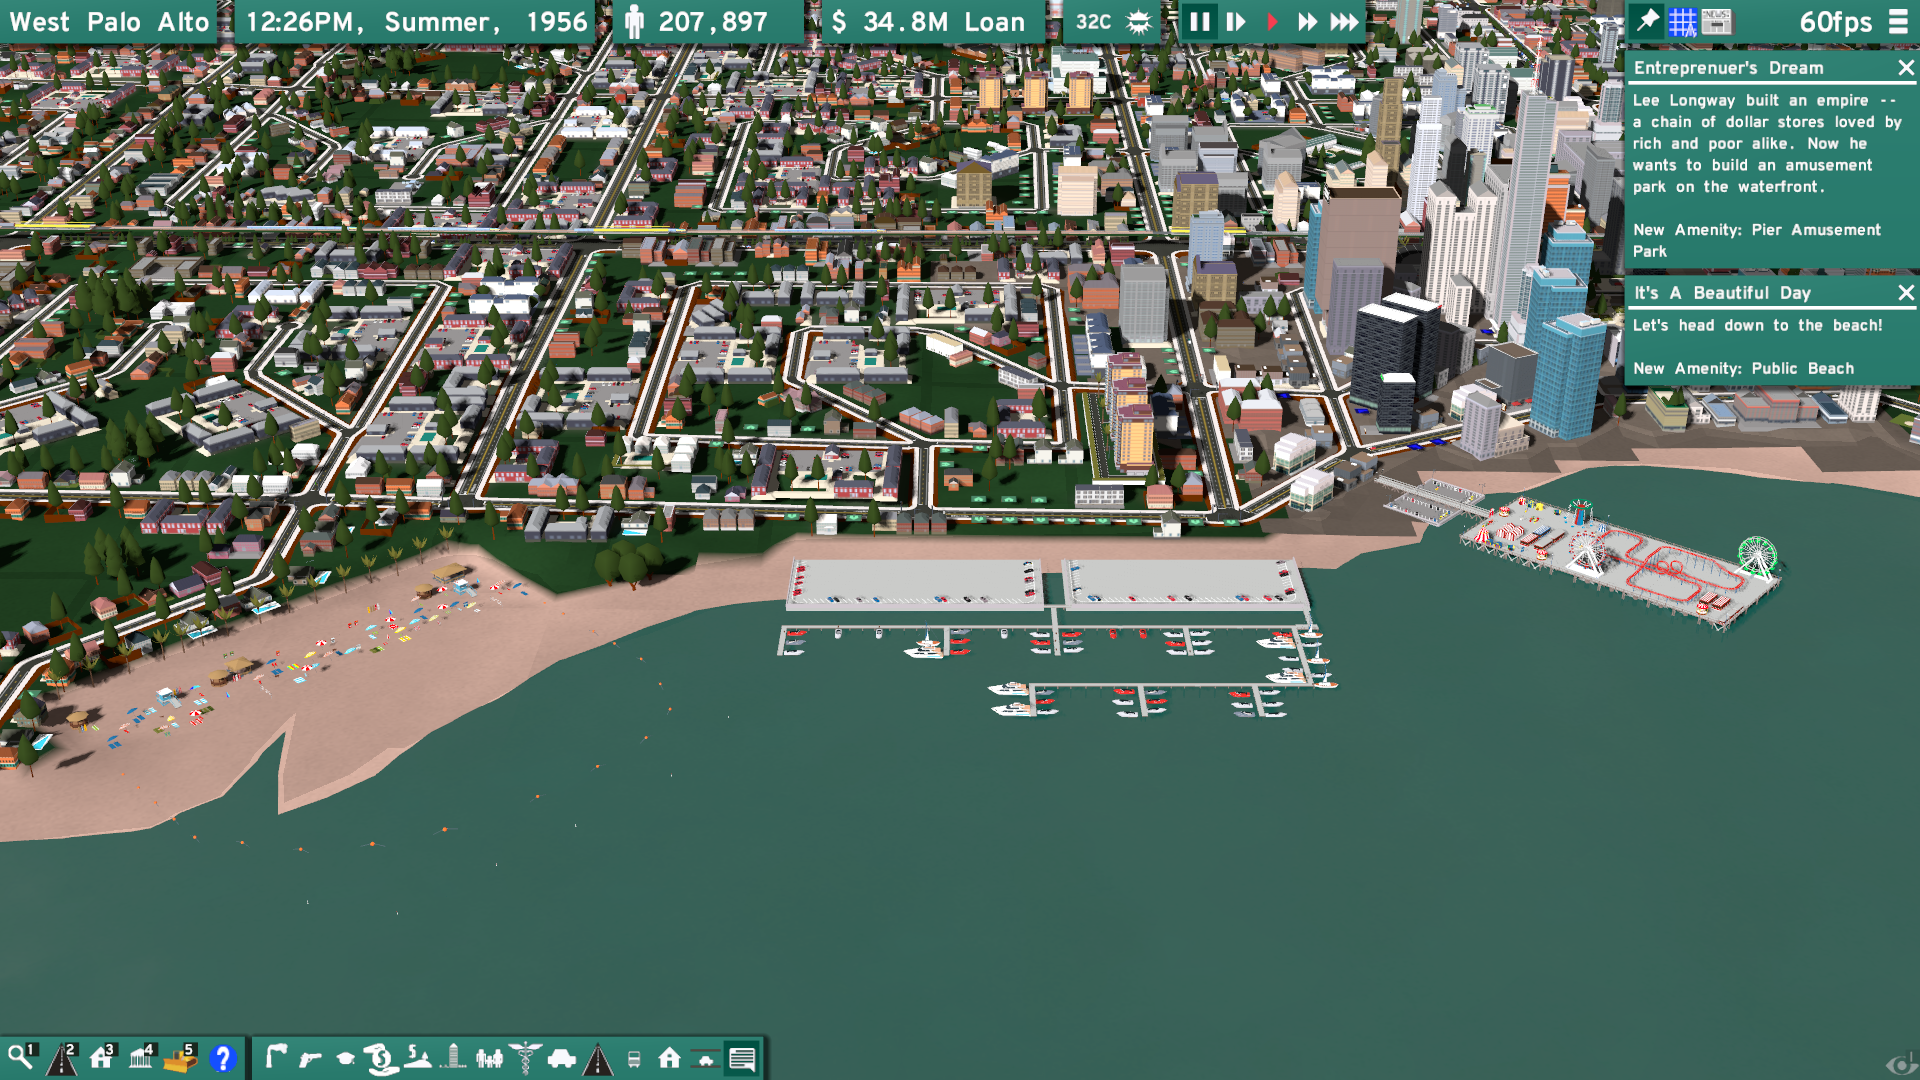 West Palo Alto
12:26PM, Summer, 1956
207,897
$ 34.8M Loan
32C
NEWS
60fps
Entreprenuer's Dream
Lee Longway built an empire --
a chain of dollar stores loved by
rich and poor alike. Now he
wants to build an amusement
park on the waterfront.
New Amenity: Pier Amusement
Park
It's A Beautiful Day
Let's head down to the beach!
New Amenity: Public Beach
1
2
3
4
5
?
$